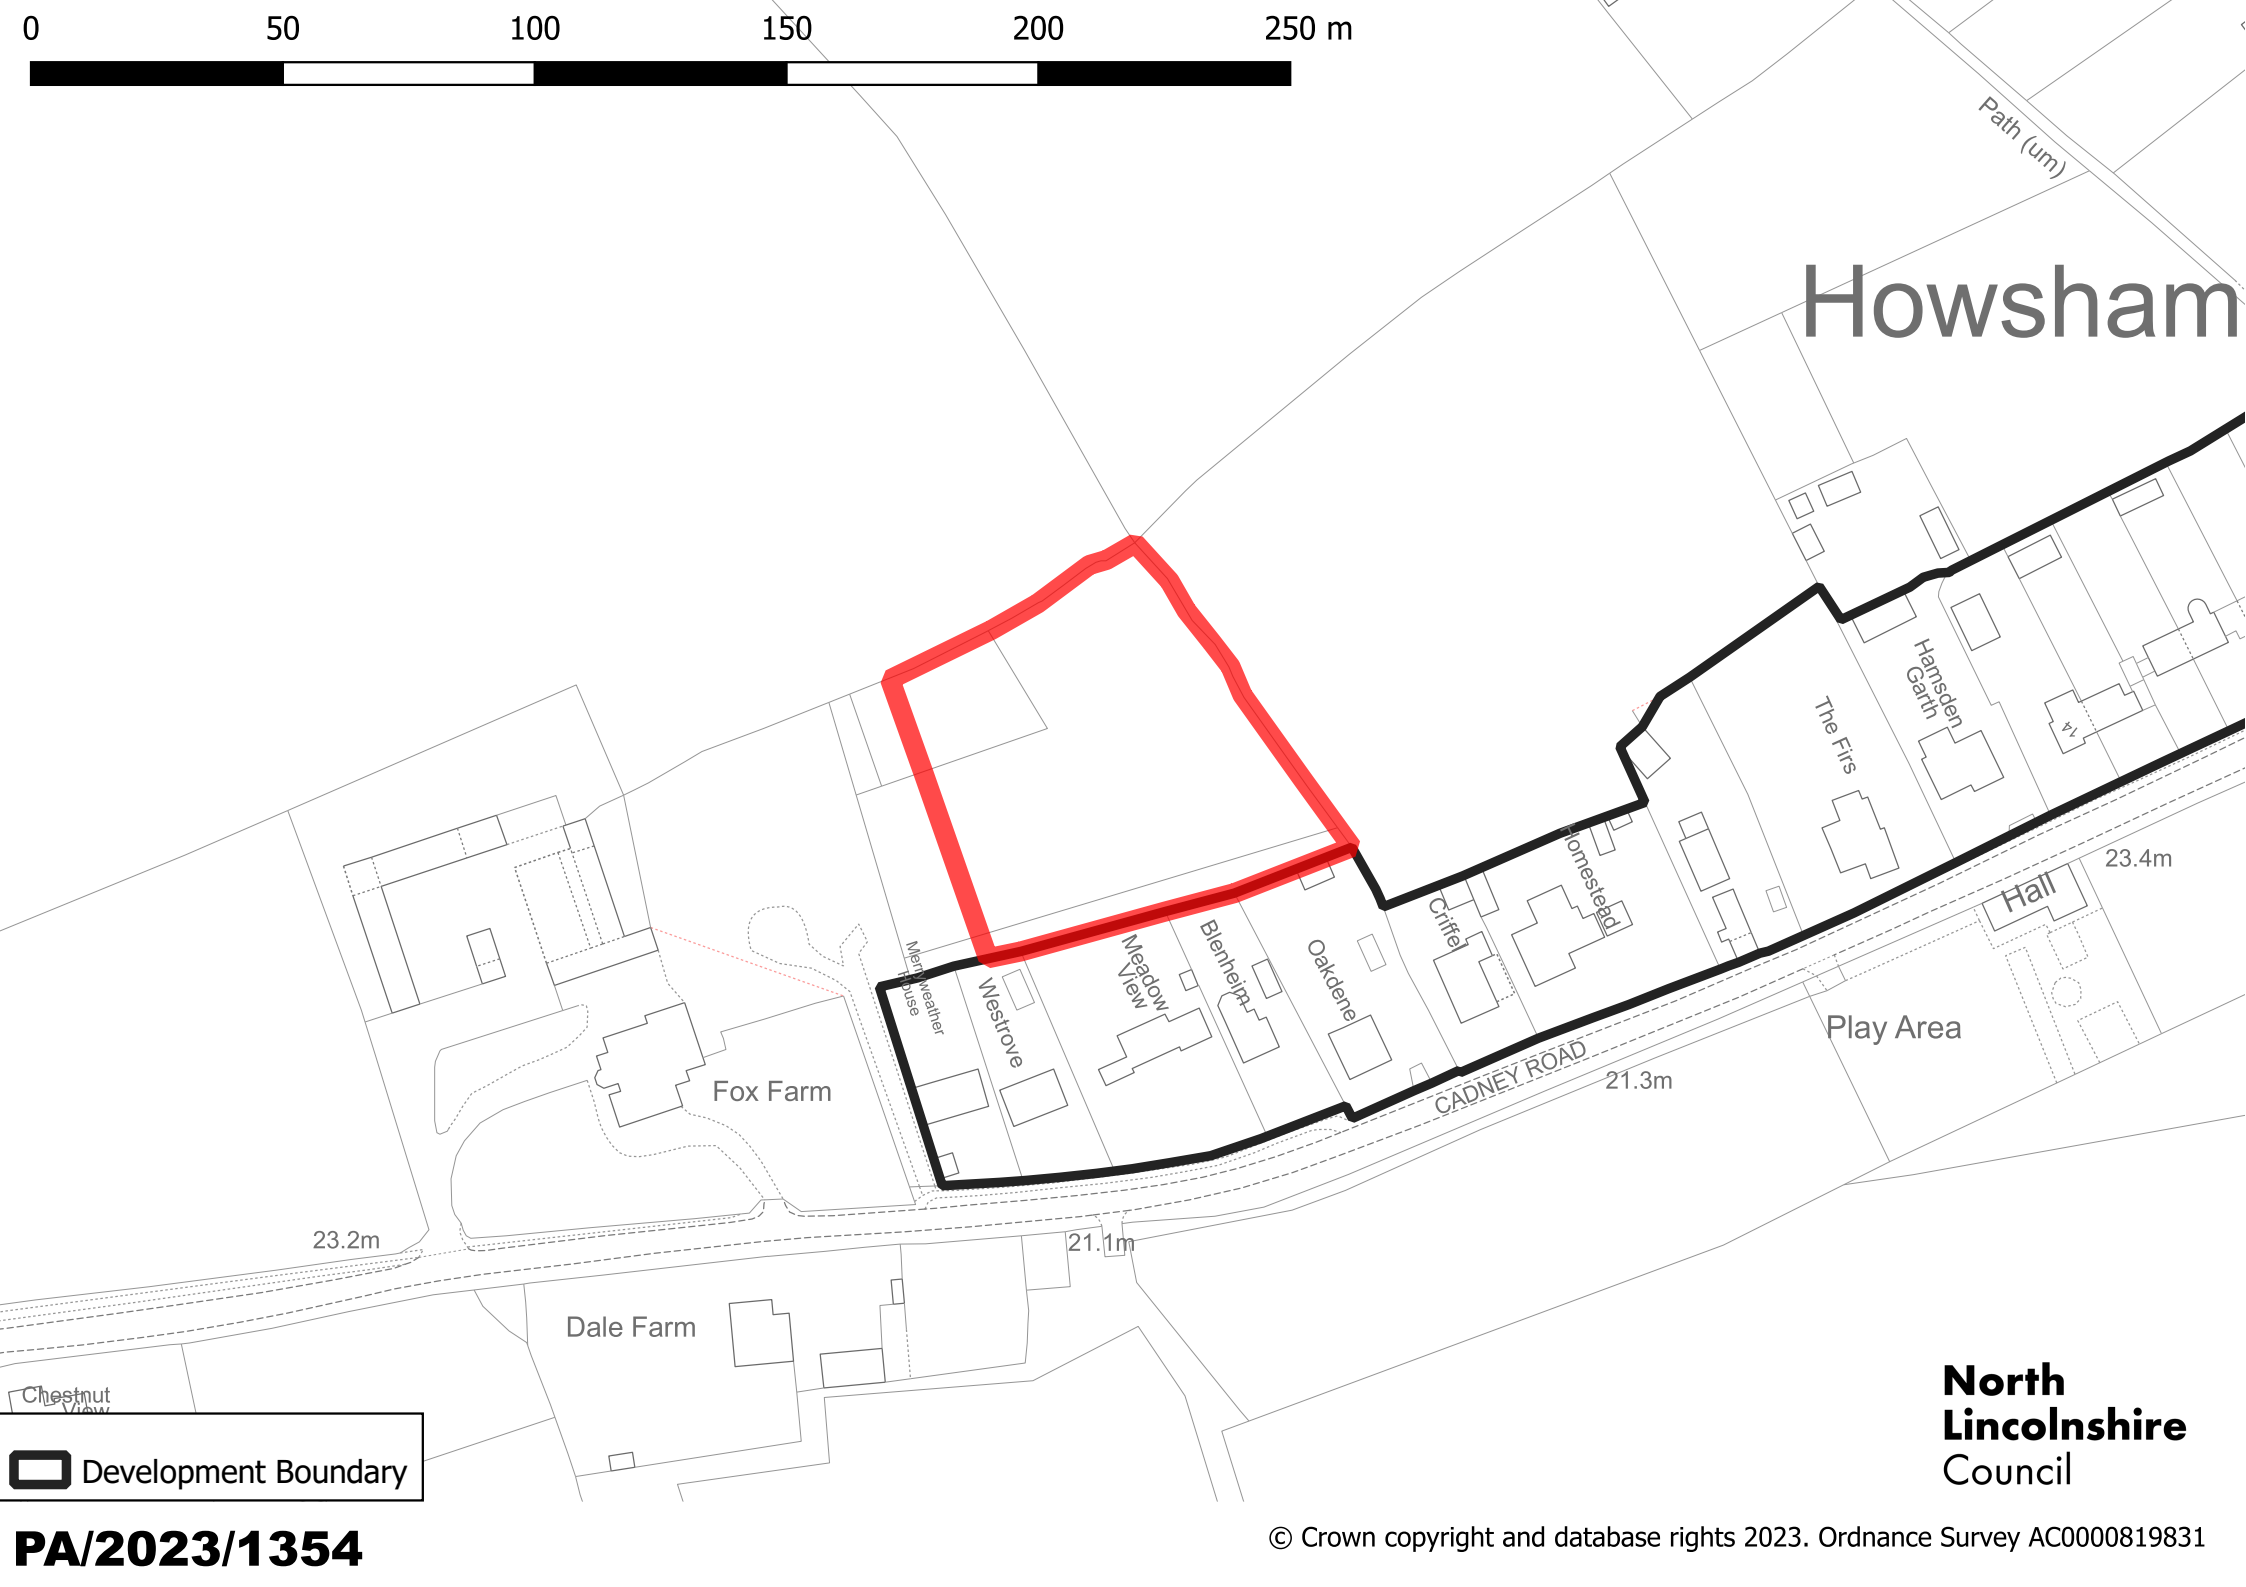 0 50 100 150 200 250 m
Path (um)
Howsham
Hamsden
Garth
The Firs
14
23.4m
Hall
Homestead
Criffel
Oakdene
Blenheim
Meadow
View
Westrove
Merryweather
House
Play Area
CADNEY ROAD
21.3m
Fox Farm
23.2m
21.1m
Dale Farm
Chestnut
View
Development Boundary
North
Lincolnshire
Council
PA/2023/1354
© Crown copyright and database rights 2023. Ordnance Survey AC0000819831